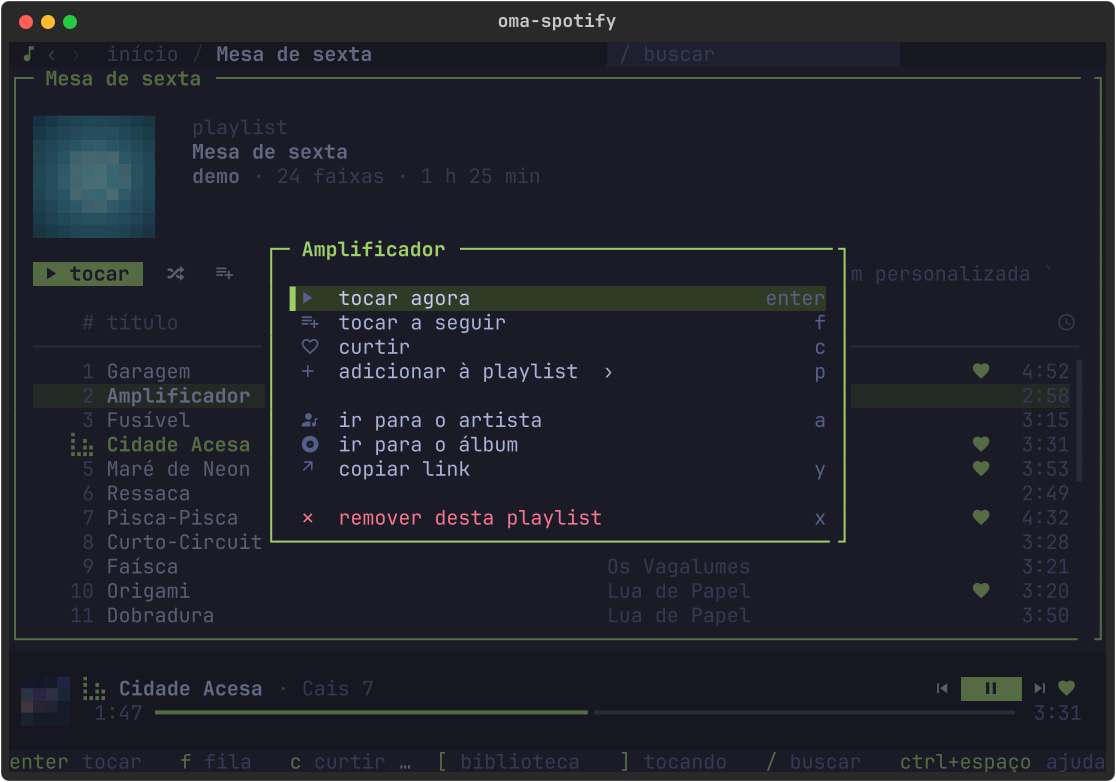 oma-spotify
início / Mesa de sexta / buscar
Mesa de sexta
playlist
Mesa de sexta
demo · 24 faixas · 1 h 25 min
tocar
m personalizada
# título
1 Garagem 4:52
2 Amplificador 2:58
3 Fusível 3:15
Cidade Acesa 3:31
5 Maré de Neon 3:53
6 Ressaca 2:49
7 Pisca-Pisca 4:32
8 Curto-Circuit 3:28
9 Faísca Os Vagalumes 3:21
10 Origami Lua de Papel 3:20
11 Dobradura Lua de Papel 3:50
Amplificador
tocar agora enter
tocar a seguir f
curtir c
adicionar à playlist › p
ir para o artista a
ir para o álbum
copiar link y
remover desta playlist x
Cidade Acesa · Cais 7
1:47 3:31
enter tocar f fila c curtir … [ biblioteca ] tocando / buscar ctrl+espaço ajuda